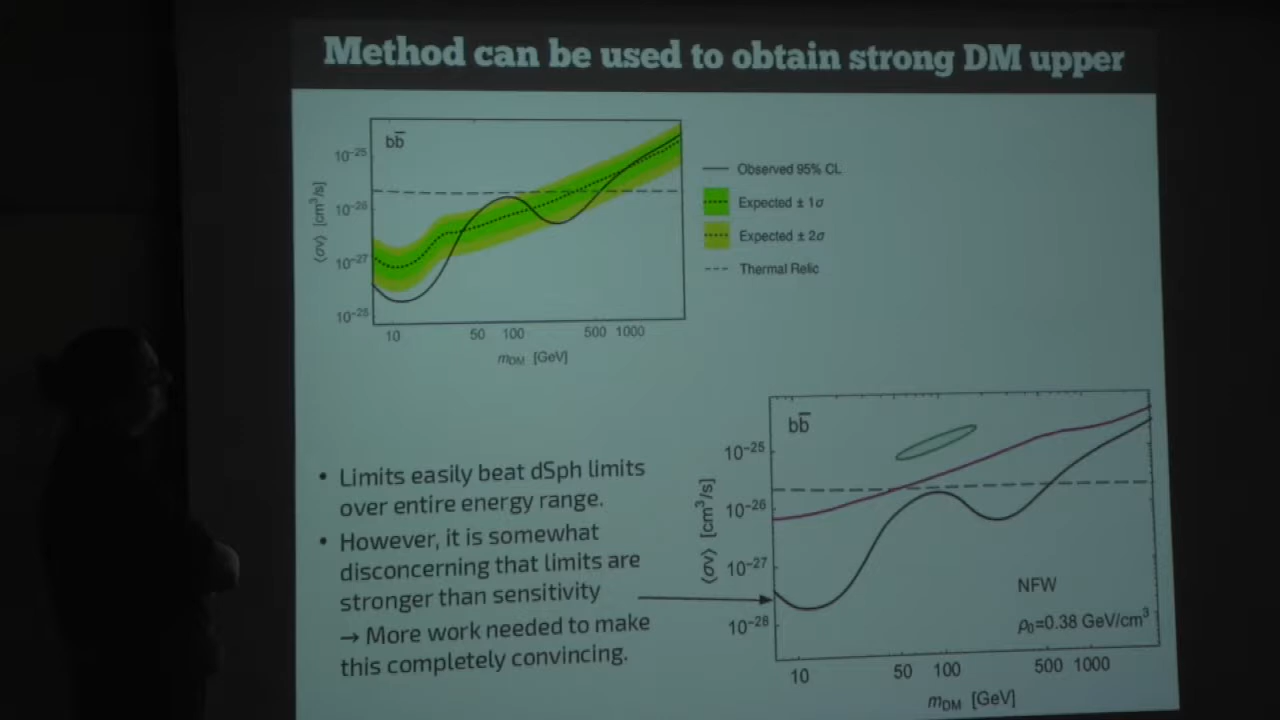 Method can be used to obtain strong DM upper
bb̅
10⁻²⁵
10⁻²⁶
10⁻²⁷
10⁻²⁸
⟨σv⟩ [cm³/s]
10 50 100 500 1000
mDM [GeV]
Observed 95% CL
Expected ± 1σ
Expected ± 2σ
Thermal Relic
• Limits easily beat dSph limits
over entire energy range.
• However, it is somewhat
disconcerting that limits are
stronger than sensitivity
→ More work needed to make
this completely convincing.
bb̅
10⁻²⁵
10⁻²⁶
10⁻²⁷
10⁻²⁸
⟨σv⟩ [cm³/s]
NFW
ρ₀=0.38 GeV/cm³
10 50 100 500 1000
mDM [GeV]